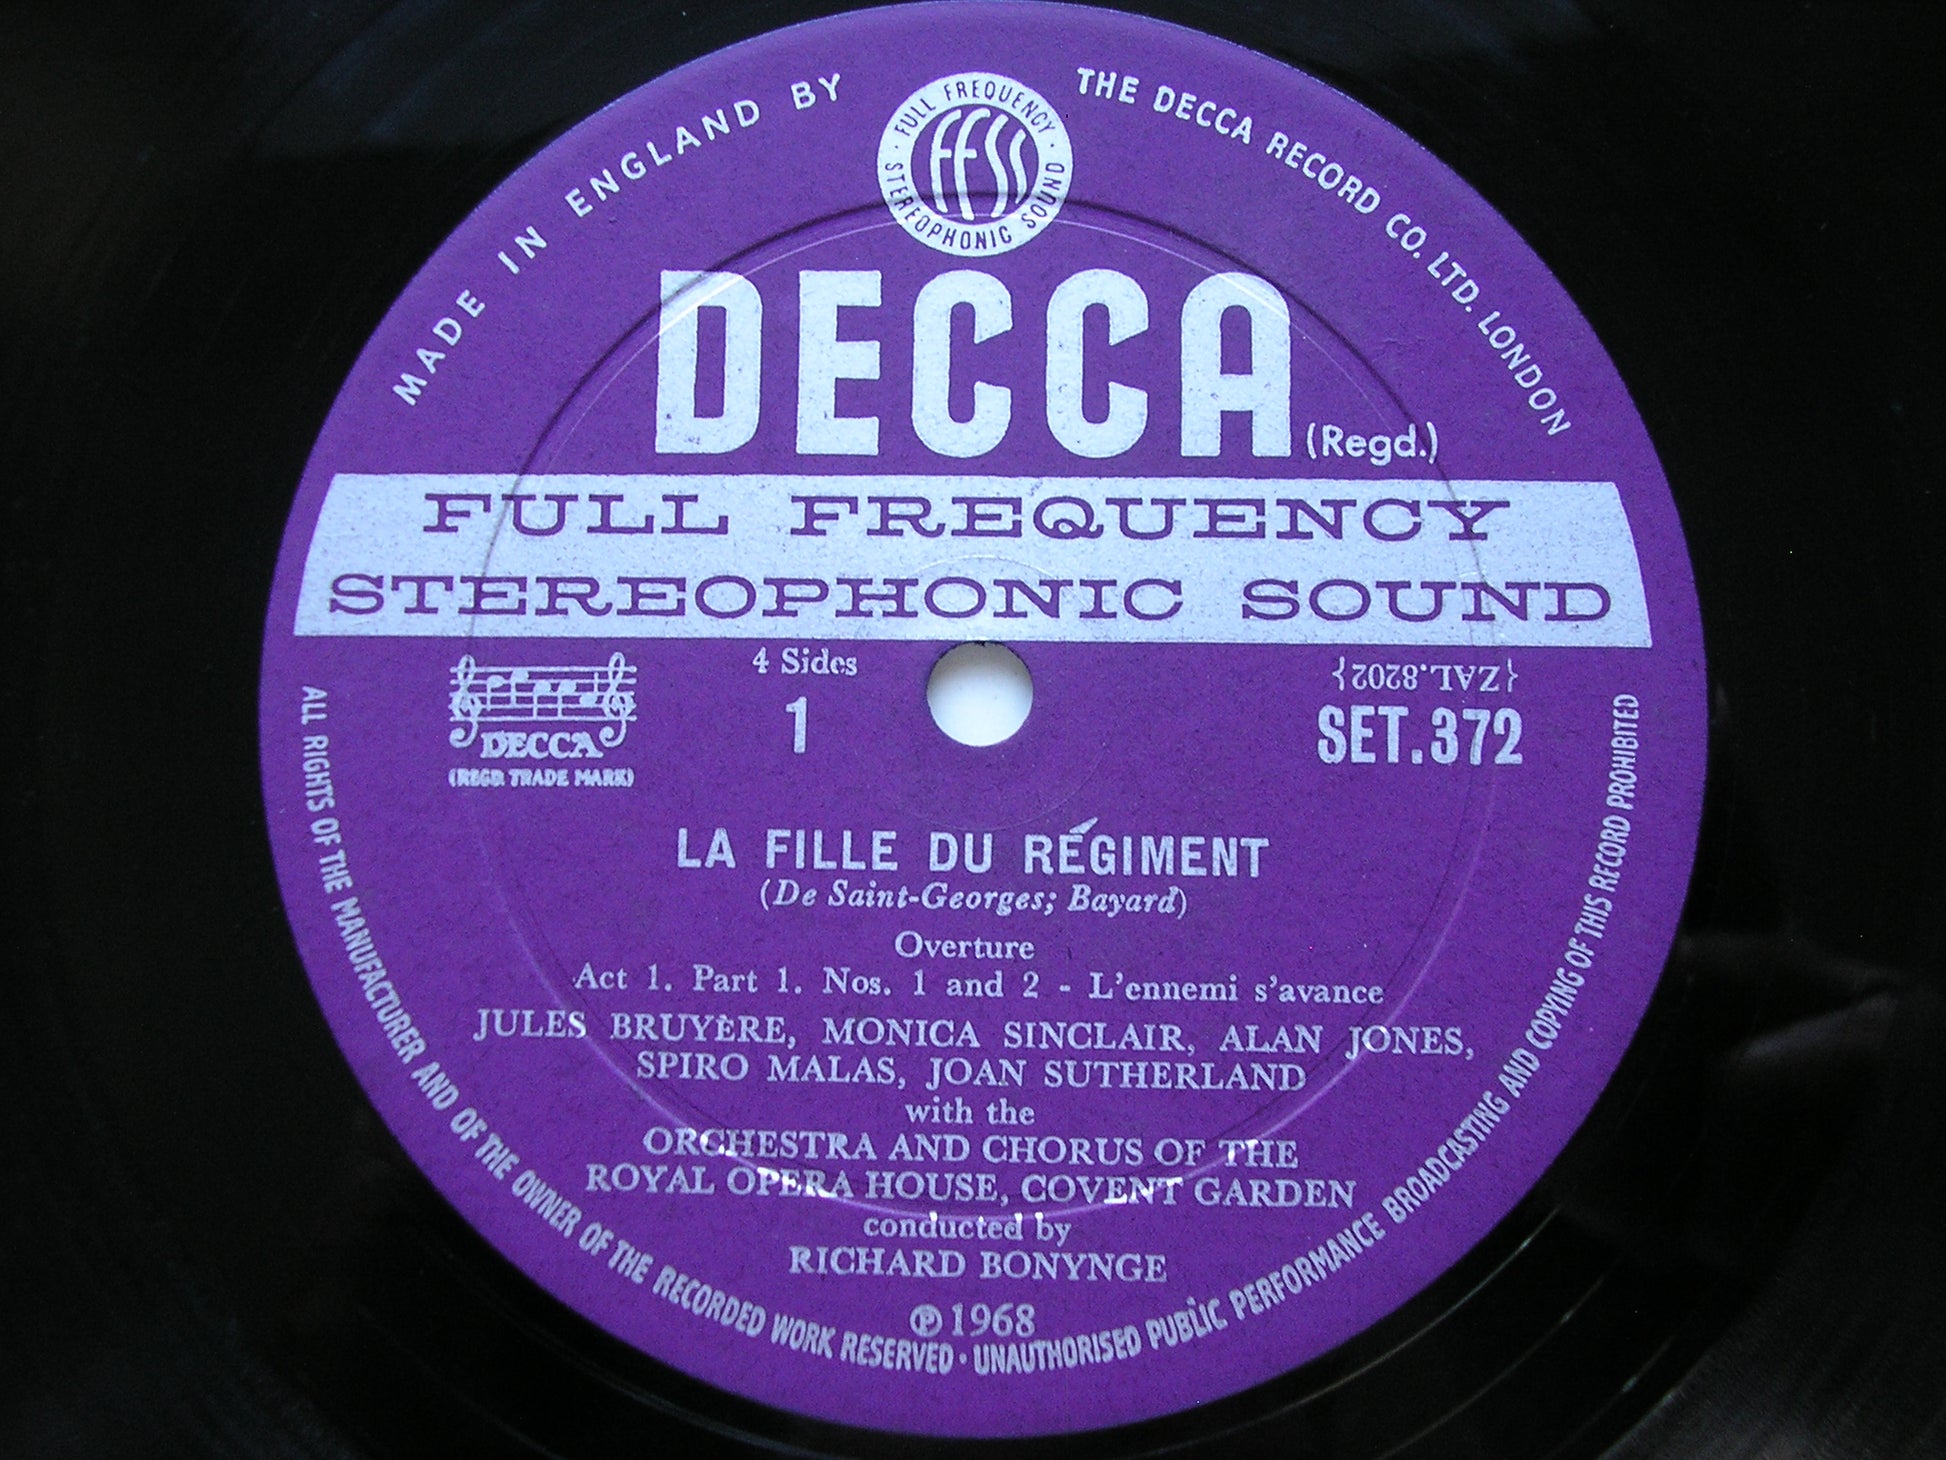 MADE IN ENGLAND BY
THE DECCA RECORD CO. LTD. LONDON
FULL FREQUENCY
STEREOPHONIC SOUND
FFSS
DECCA (Regd.)
FULL FREQUENCY
STEREOPHONIC SOUND
DECCA
(REGD. TRADE MARK)
4 Sides
1
{ZAL.8202}
SET.372
LA FILLE DU RÉGIMENT
(De Saint-Georges; Bayard)
Overture
Act 1. Part 1. Nos. 1 and 2 - L'ennemi s'avance
JULES BRUYÈRE, MONICA SINCLAIR, ALAN JONES,
SPIRO MALAS, JOAN SUTHERLAND
with the
ORCHESTRA AND CHORUS OF THE
ROYAL OPERA HOUSE, COVENT GARDEN
conducted by
RICHARD BONYNGE
℗ 1968
ALL RIGHTS OF THE MANUFACTURER AND OF THE OWNER OF THE RECORDED WORK RESERVED · UNAUTHORISED PUBLIC PERFORMANCE BROADCASTING AND COPYING OF THIS RECORD PROHIBITED